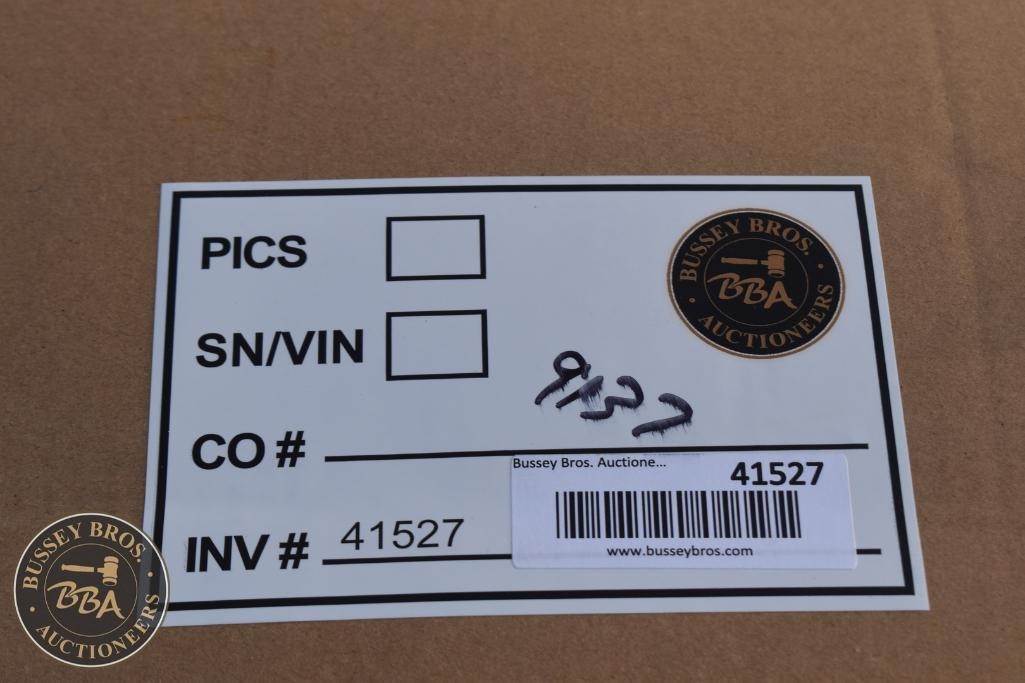 PICS
BUSSEY BROS.
BBA
AUCTIONEERS
SN/VIN
CO #
Bussey Bros. Auctione...
41527
www.busseybros.com
INV # 41527
BUSSEY BROS.
BBA
AUCTIONEERS